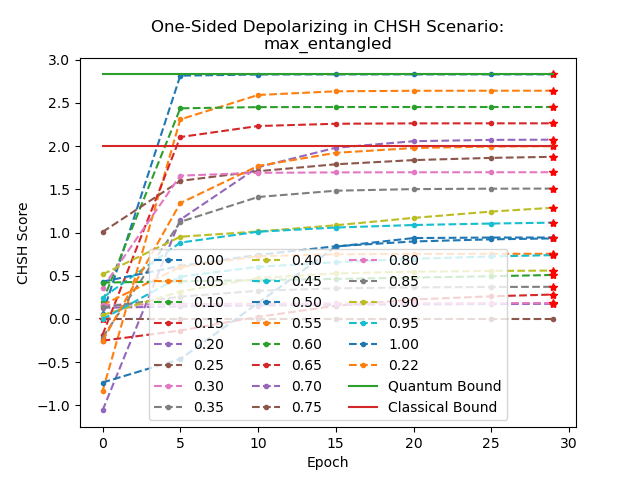 One-Sided Depolarizing in CHSH Scenario:
max_entangled
CHSH Score
3.0
2.5
2.0
1.5
1.0
0.5
0.0
−0.5
−1.0
0.00 0.40 0.80
0.05 0.45 0.85
0.10 0.50 0.90
0.15 0.55 0.95
0.20 0.60 1.00
0.25 0.65 0.22
0.30 0.70 Quantum Bound
0.35 0.75 Classical Bound
0 5 10 15 20 25 30
Epoch